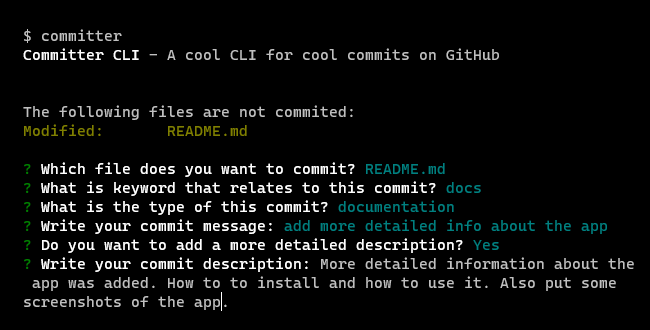 $ committer
Committer CLI – A cool CLI for cool commits on GitHub
The following files are not commited:
Modified: README.md
? Which file does you want to commit? README.md
? What is keyword that relates to this commit? docs
? What is the type of this commit? documentation
? Write your commit message: add more detailed info about the app
? Do you want to add a more detailed description? Yes
? Write your commit description: More detailed information about the
app was added. How to to install and how to use it. Also put some
screenshots of the app.